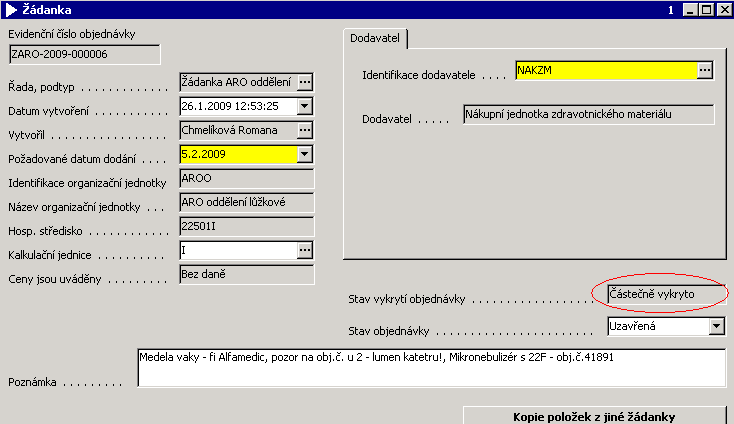 Žádanka 1
Evidenční číslo objednávky
ZARO-2009-000006
Řada, podtyp . . . . . . . . Žádanka ARO oddělení
Datum vytvoření . . . . . . . 26.1.2009 12:53:25
Vytvořil . . . . . . . . . . . . Chmelíková Romana
Požadované datum dodání . . . . 5.2.2009
Identifikace organizační jednotky AROO
Název organizační jednotky . . . ARO oddělení lůžkové
Hosp. středisko . . . . . . . . . 22501I
Kalkulační jednice . . . . . . . I
Ceny jsou uváděny . . . . . . Bez daně
Dodavatel
Identifikace dodavatele . . . . NAKZM
Dodavatel . . . . . Nákupní jednotka zdravotnického materiálu
Stav vykrytí objednávky . . . . . . . . . . . . . . . . . . Částečně vykryto
Stav objednávky . . . . . . . . . . . . . . . . . . . . . . . Uzavřená
Poznámka . . . . . . . . . Medela vaky - fi Alfamedic, pozor na obj.č. u 2 - lumen katetru!, Mikronebulizér s 22F - obj.č.41891
Kopie položek z jiné žádanky